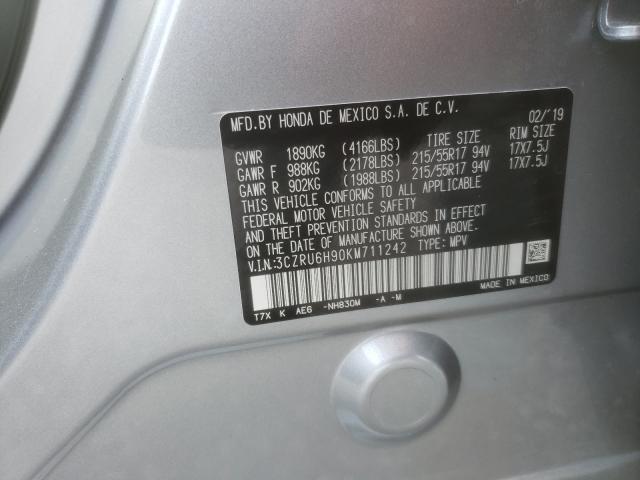 MFD.BY HONDA DE MEXICO S.A. DE C.V. 02/'19
TIRE SIZE RIM SIZE
GVWR 1890KG (4166LBS)
GAWR F 988KG (2178LBS) 215/55R17 94V 17X7.5J
GAWR R 902KG (1988LBS) 215/55R17 94V 17X7.5J
THIS VEHICLE CONFORMS TO ALL APPLICABLE
FEDERAL MOTOR VEHICLE SAFETY
AND THEFT PREVENTION STANDARDS IN EFFECT
ON THE DATE OF MANUFACTURE SHOWN ABOVE.
V.I.N:3CZRU6H90KM711242 TYPE: MPV
MADE IN MEXICO
T7X K AE6 -NH830M -A -M